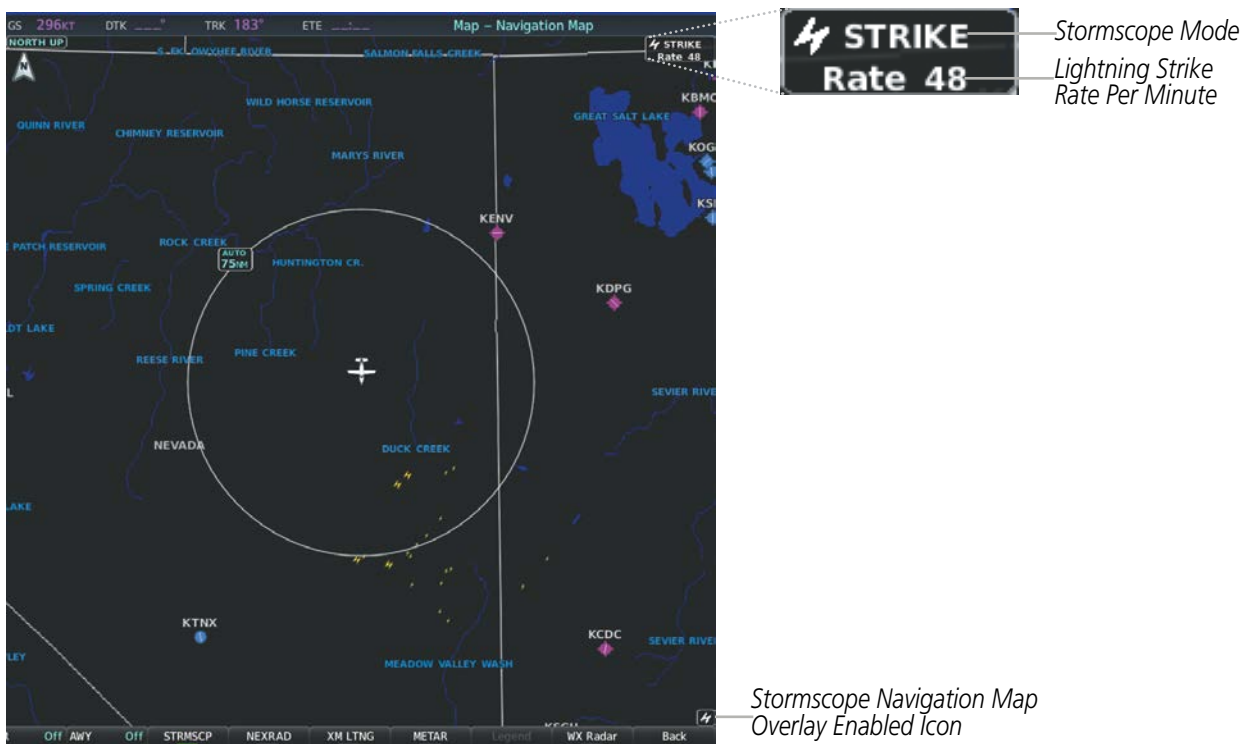 GS 296KT DTK ___° TRK 183° ETE __:__ Map – Navigation Map
NORTH UP
N
S. FK. OWYHEE RIVER
SALMON FALLS CREEK
STRIKE
Rate 48
STRIKE
Rate 48
Stormscope Mode
Lightning Strike
Rate Per Minute
WILD HORSE RESERVOIR
KBMC
GREAT SALT LAKE
QUINN RIVER
CHIMNEY RESERVOIR
KOG
MARYS RIVER
KENV
ROCK CREEK
PATCH RESERVOIR
AUTO
75NM
HUNTINGTON CR.
SPRING CREEK
KDPG
DT LAKE
REESE RIVER
PINE CREEK
L
SEVIER RIVE
NEVADA
DUCK CREEK
AKE
KTNX
KCDC
SEVIER RIVE
LEY
MEADOW VALLEY WASH
Stormscope Navigation Map
Overlay Enabled Icon
Off AWY Off STRMSCP NEXRAD XM LTNG METAR Legend WX Radar Back